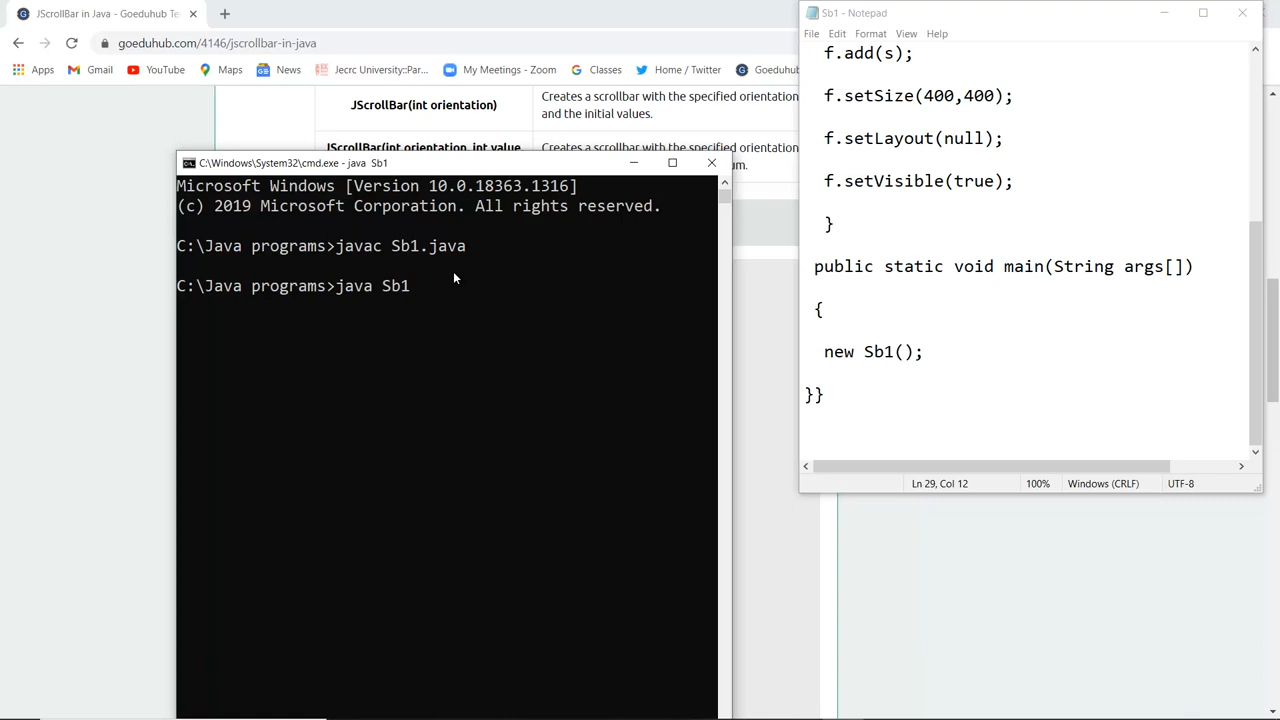 JScrollBar in Java - Goeduhub Te
goeduhub.com/4146/jscrollbar-in-java
Apps
Gmail
YouTube
Maps
News
Jecrc University::Par...
My Meetings - Zoom
Classes
Twitter
Home / Twitter
Goeduhub
JScrollBar(int orientation)
Creates a scrollbar with the specified orientation
and the initial values.
JScrollBar(int orientation, int value
Creates a scrollbar with the specified orientation
um.
C:\Windows\System32\cmd.exe - java Sb1
Microsoft Windows [Version 10.0.18363.1316]
(c) 2019 Microsoft Corporation. All rights reserved.
C:\Java programs>javac Sb1.java
C:\Java programs>java Sb1
Sb1 - Notepad
File Edit Format View Help
f.add(s);
f.setSize(400,400);
f.setLayout(null);
f.setVisible(true);
}
public static void main(String args[])
{
new Sb1();
}}
Ln 29, Col 12
100%
Windows (CRLF)
UTF-8